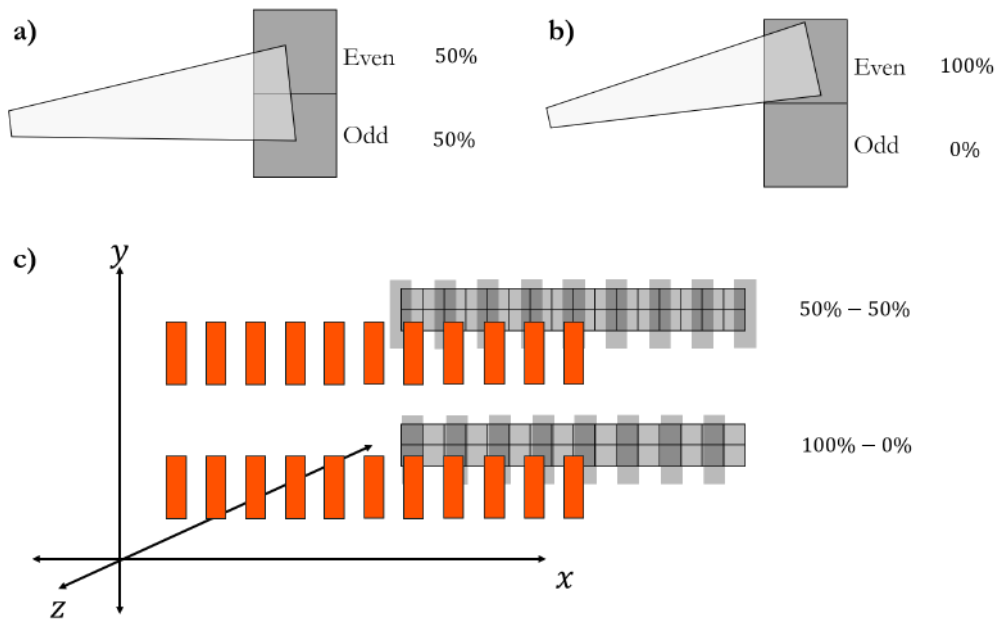 a)
Even 50%
Odd 50%
b)
Even 100%
Odd 0%
c)
y
50% – 50%
100% – 0%
x
z